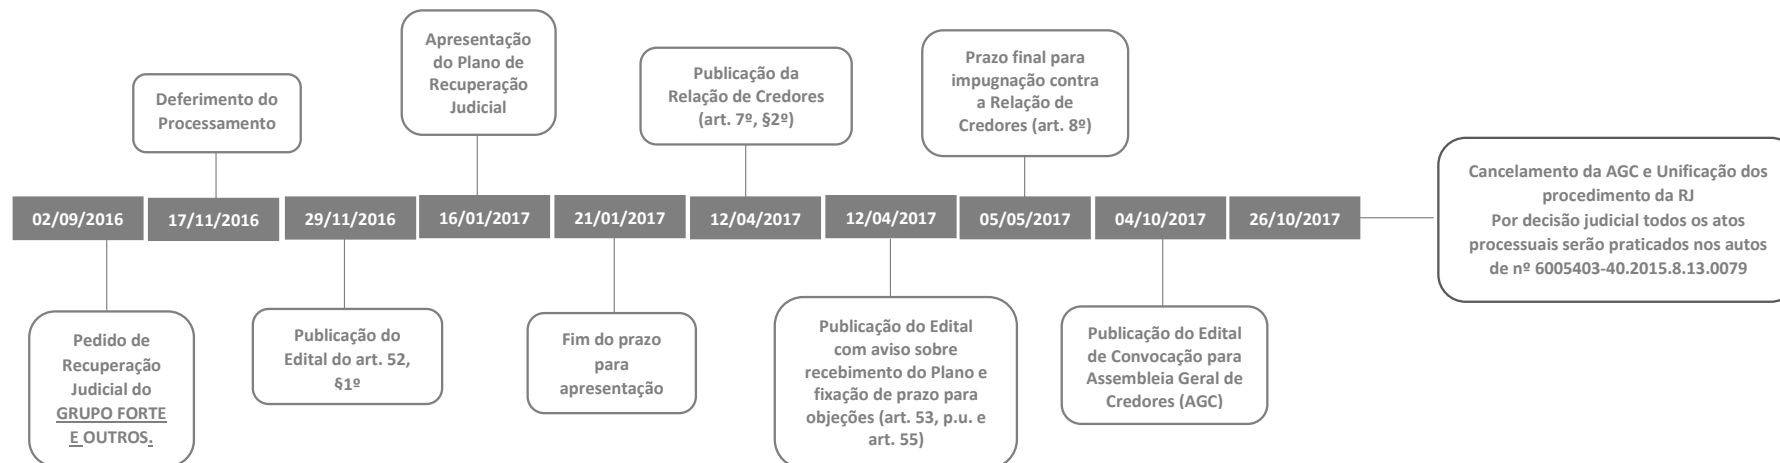 Apresentação
do Plano de
Recuperação
Judicial
Deferimento do
Processamento
Publicação da
Relação de Credores
(art. 7º, §2º)
Prazo final para
impugnação contra
a Relação de
Credores (art. 8º)
02/09/2016
17/11/2016
29/11/2016
16/01/2017
21/01/2017
12/04/2017
12/04/2017
05/05/2017
04/10/2017
26/10/2017
Cancelamento da AGC e Unificação dos
procedimento da RJ
Por decisão judicial todos os atos
processuais serão praticados nos autos
de nº 6005403-40.2015.8.13.0079
Pedido de
Recuperação
Judicial do
GRUPO FORTE
E OUTROS.
Publicação do
Edital do art. 52,
§1º
Fim do prazo
para
apresentação
Publicação do Edital
com aviso sobre
recebimento do Plano e
fixação de prazo para
objeções (art. 53, p.u. e
art. 55)
Publicação do Edital
de Convocação para
Assembleia Geral de
Credores (AGC)